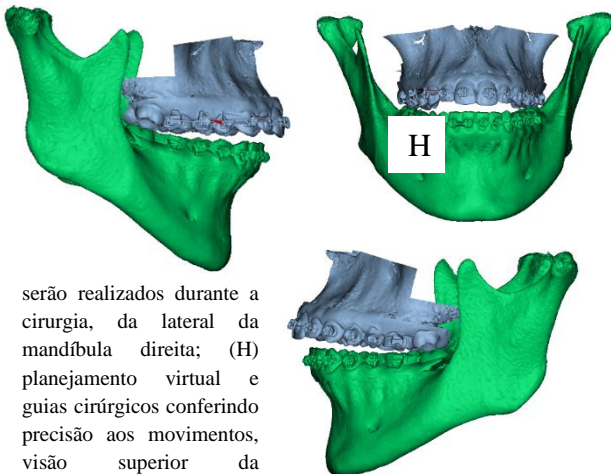 H
serão realizados durante a
cirurgia, da lateral da
mandíbula direita; (H)
planejamento virtual e
guias cirúrgicos conferindo
precisão aos movimentos,
visão superior da